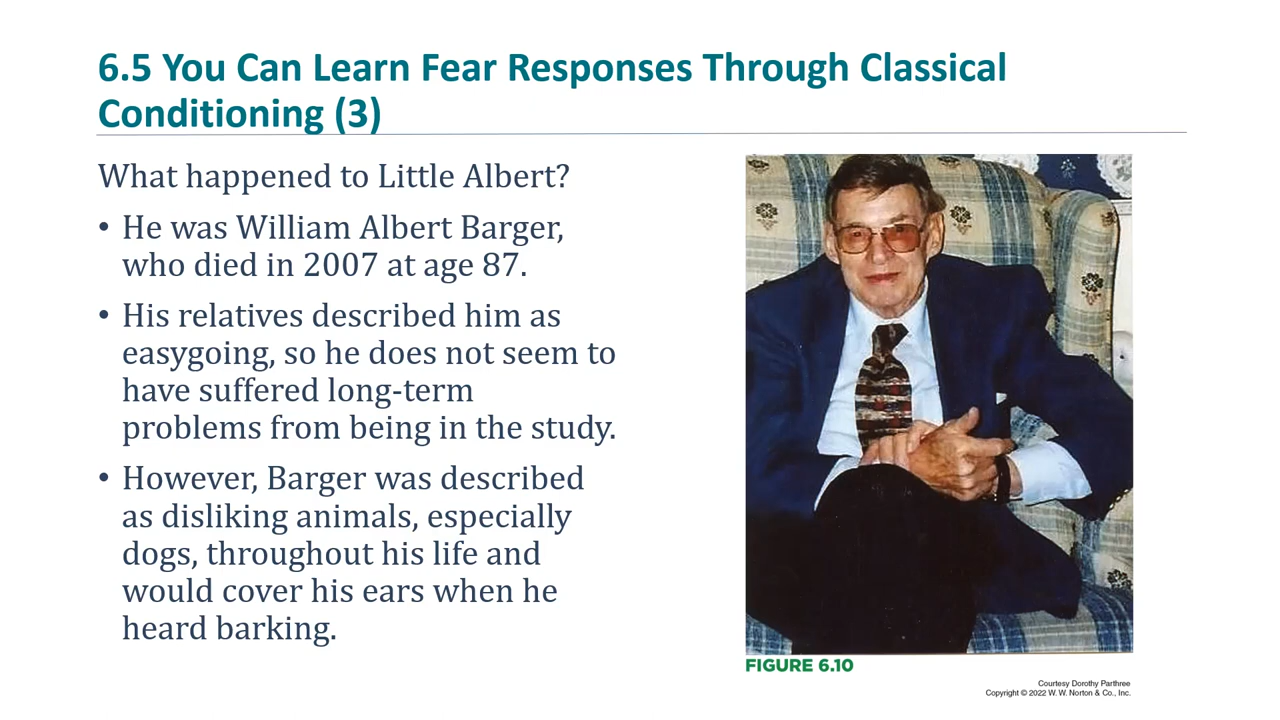 6.5 You Can Learn Fear Responses Through Classical
Conditioning (3)
What happened to Little Albert?
• He was William Albert Barger,
who died in 2007 at age 87.
• His relatives described him as
easygoing, so he does not seem to
have suffered long-term
problems from being in the study.
• However, Barger was described
as disliking animals, especially
dogs, throughout his life and
would cover his ears when he
heard barking.
FIGURE 6.10
Courtesy Dorothy Parthree
Copyright © 2022 W. W. Norton & Co., Inc.